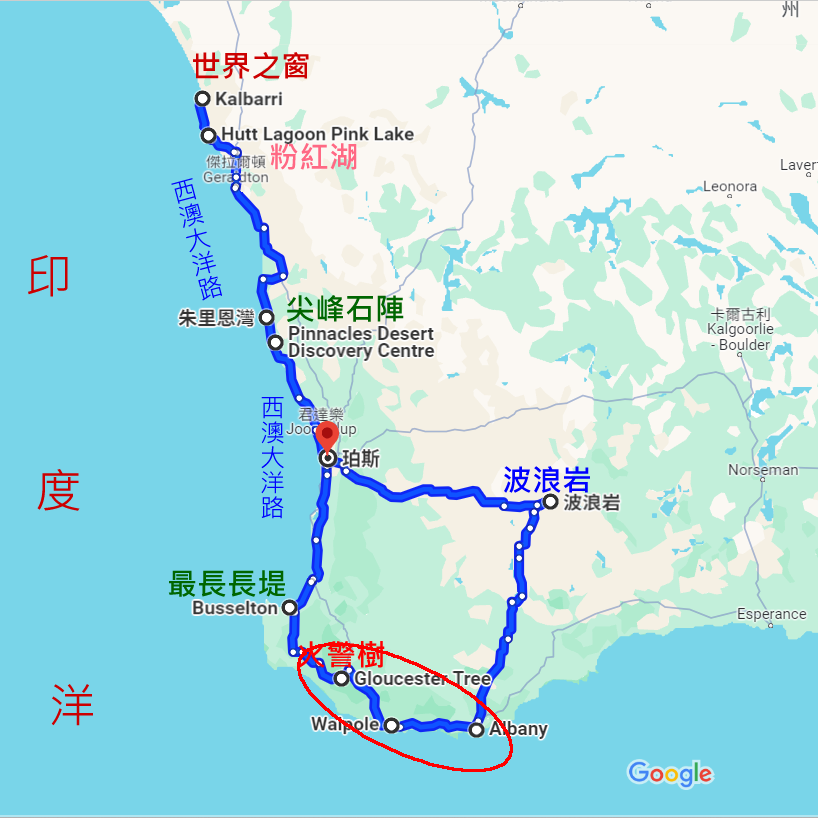 州
世界之窗
Kalbarri
Hutt Lagoon Pink Lake
粉紅湖
傑拉爾頓
Geraldton
Leonora
西澳大洋路
印
度
洋
尖峰石陣
朱里恩灣
Pinnacles Desert
Discovery Centre
卡爾古利
Kalgoorlie
- Boulder
西澳大洋路
君達樂
珀斯
波浪岩
波浪岩
Norseman
最長長堤
Busselton
Esperance
火警樹
Gloucester Tree
Walpole
Albany
Google